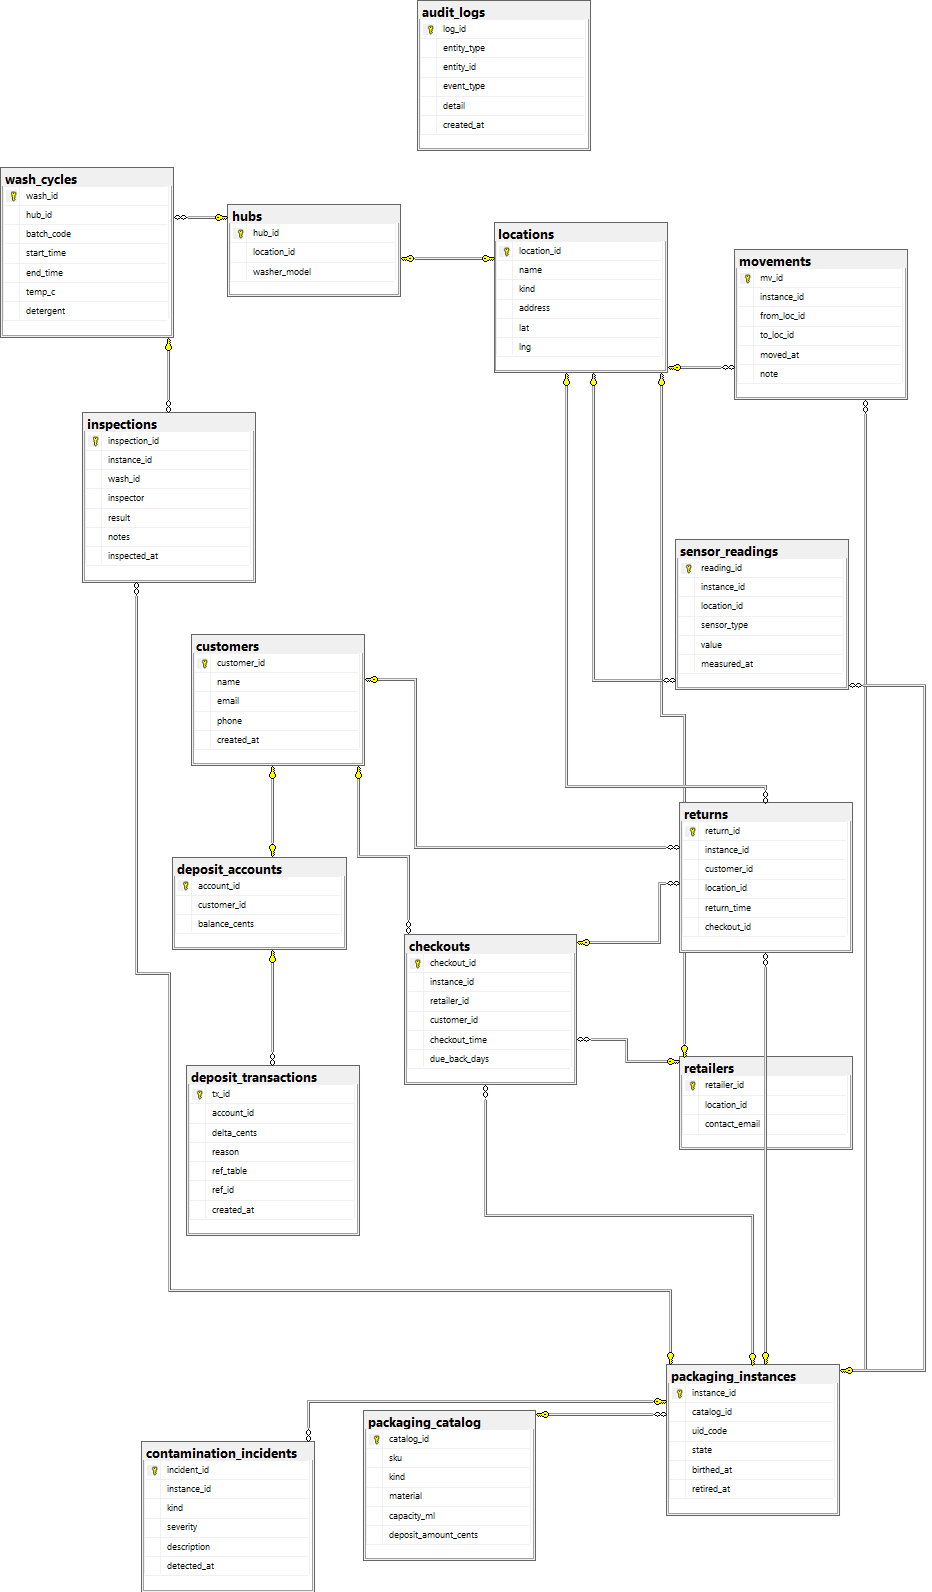 audit_logs
log_id
entity_type
entity_id
event_type
detail
created_at
wash_cycles
wash_id
hub_id
batch_code
start_time
end_time
temp_c
detergent
hubs
hub_id
location_id
washer_model
locations
location_id
name
kind
address
lat
lng
movements
mv_id
instance_id
from_loc_id
to_loc_id
moved_at
note
inspections
inspection_id
instance_id
wash_id
inspector
result
notes
inspected_at
sensor_readings
reading_id
instance_id
location_id
sensor_type
value
measured_at
customers
customer_id
name
email
phone
created_at
returns
return_id
instance_id
customer_id
location_id
return_time
checkout_id
deposit_accounts
account_id
customer_id
balance_cents
checkouts
checkout_id
instance_id
retailer_id
customer_id
checkout_time
due_back_days
retailers
retailer_id
location_id
contact_email
deposit_transactions
tx_id
account_id
delta_cents
reason
ref_table
ref_id
created_at
packaging_instances
instance_id
catalog_id
uid_code
state
birthed_at
retired_at
packaging_catalog
catalog_id
sku
kind
material
capacity_ml
deposit_amount_cents
contamination_incidents
incident_id
instance_id
kind
severity
description
detected_at